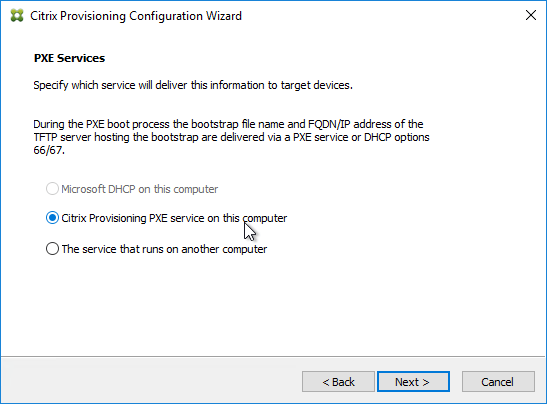 Citrix Provisioning Configuration Wizard
PXE Services
Specify which service will deliver this information to target devices.
During the PXE boot process the bootstrap file name and FQDN/IP address of the
TFTP server hosting the bootstrap are delivered via a PXE service or DHCP options
66/67.
Microsoft DHCP on this computer
Citrix Provisioning PXE service on this computer
The service that runs on another computer
< Back Next > Cancel